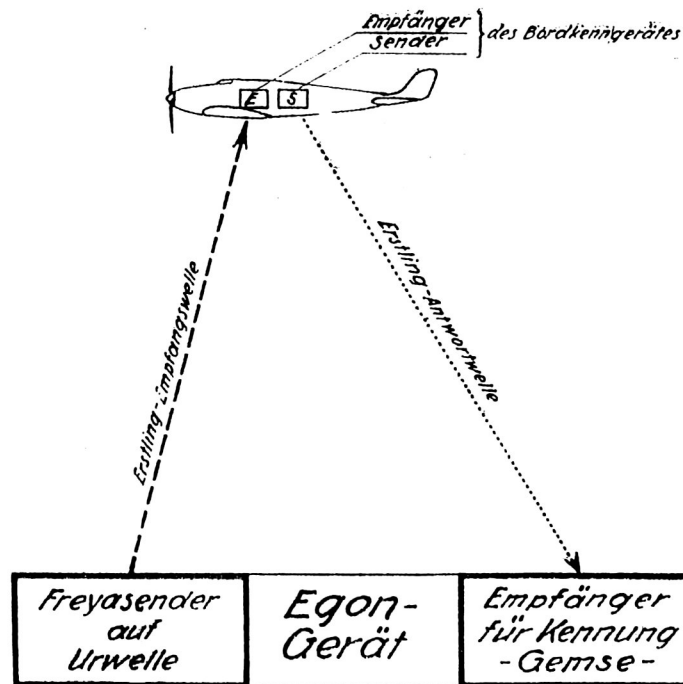 Empfänger
Sender
des Bordkenngerätes
E
S
Erstling-Empfangswelle
Erstling-Antwortwelle
Freyasender
auf
Urwelle
Egon-
Gerät
Empfänger
für Kennung
-Gemse-